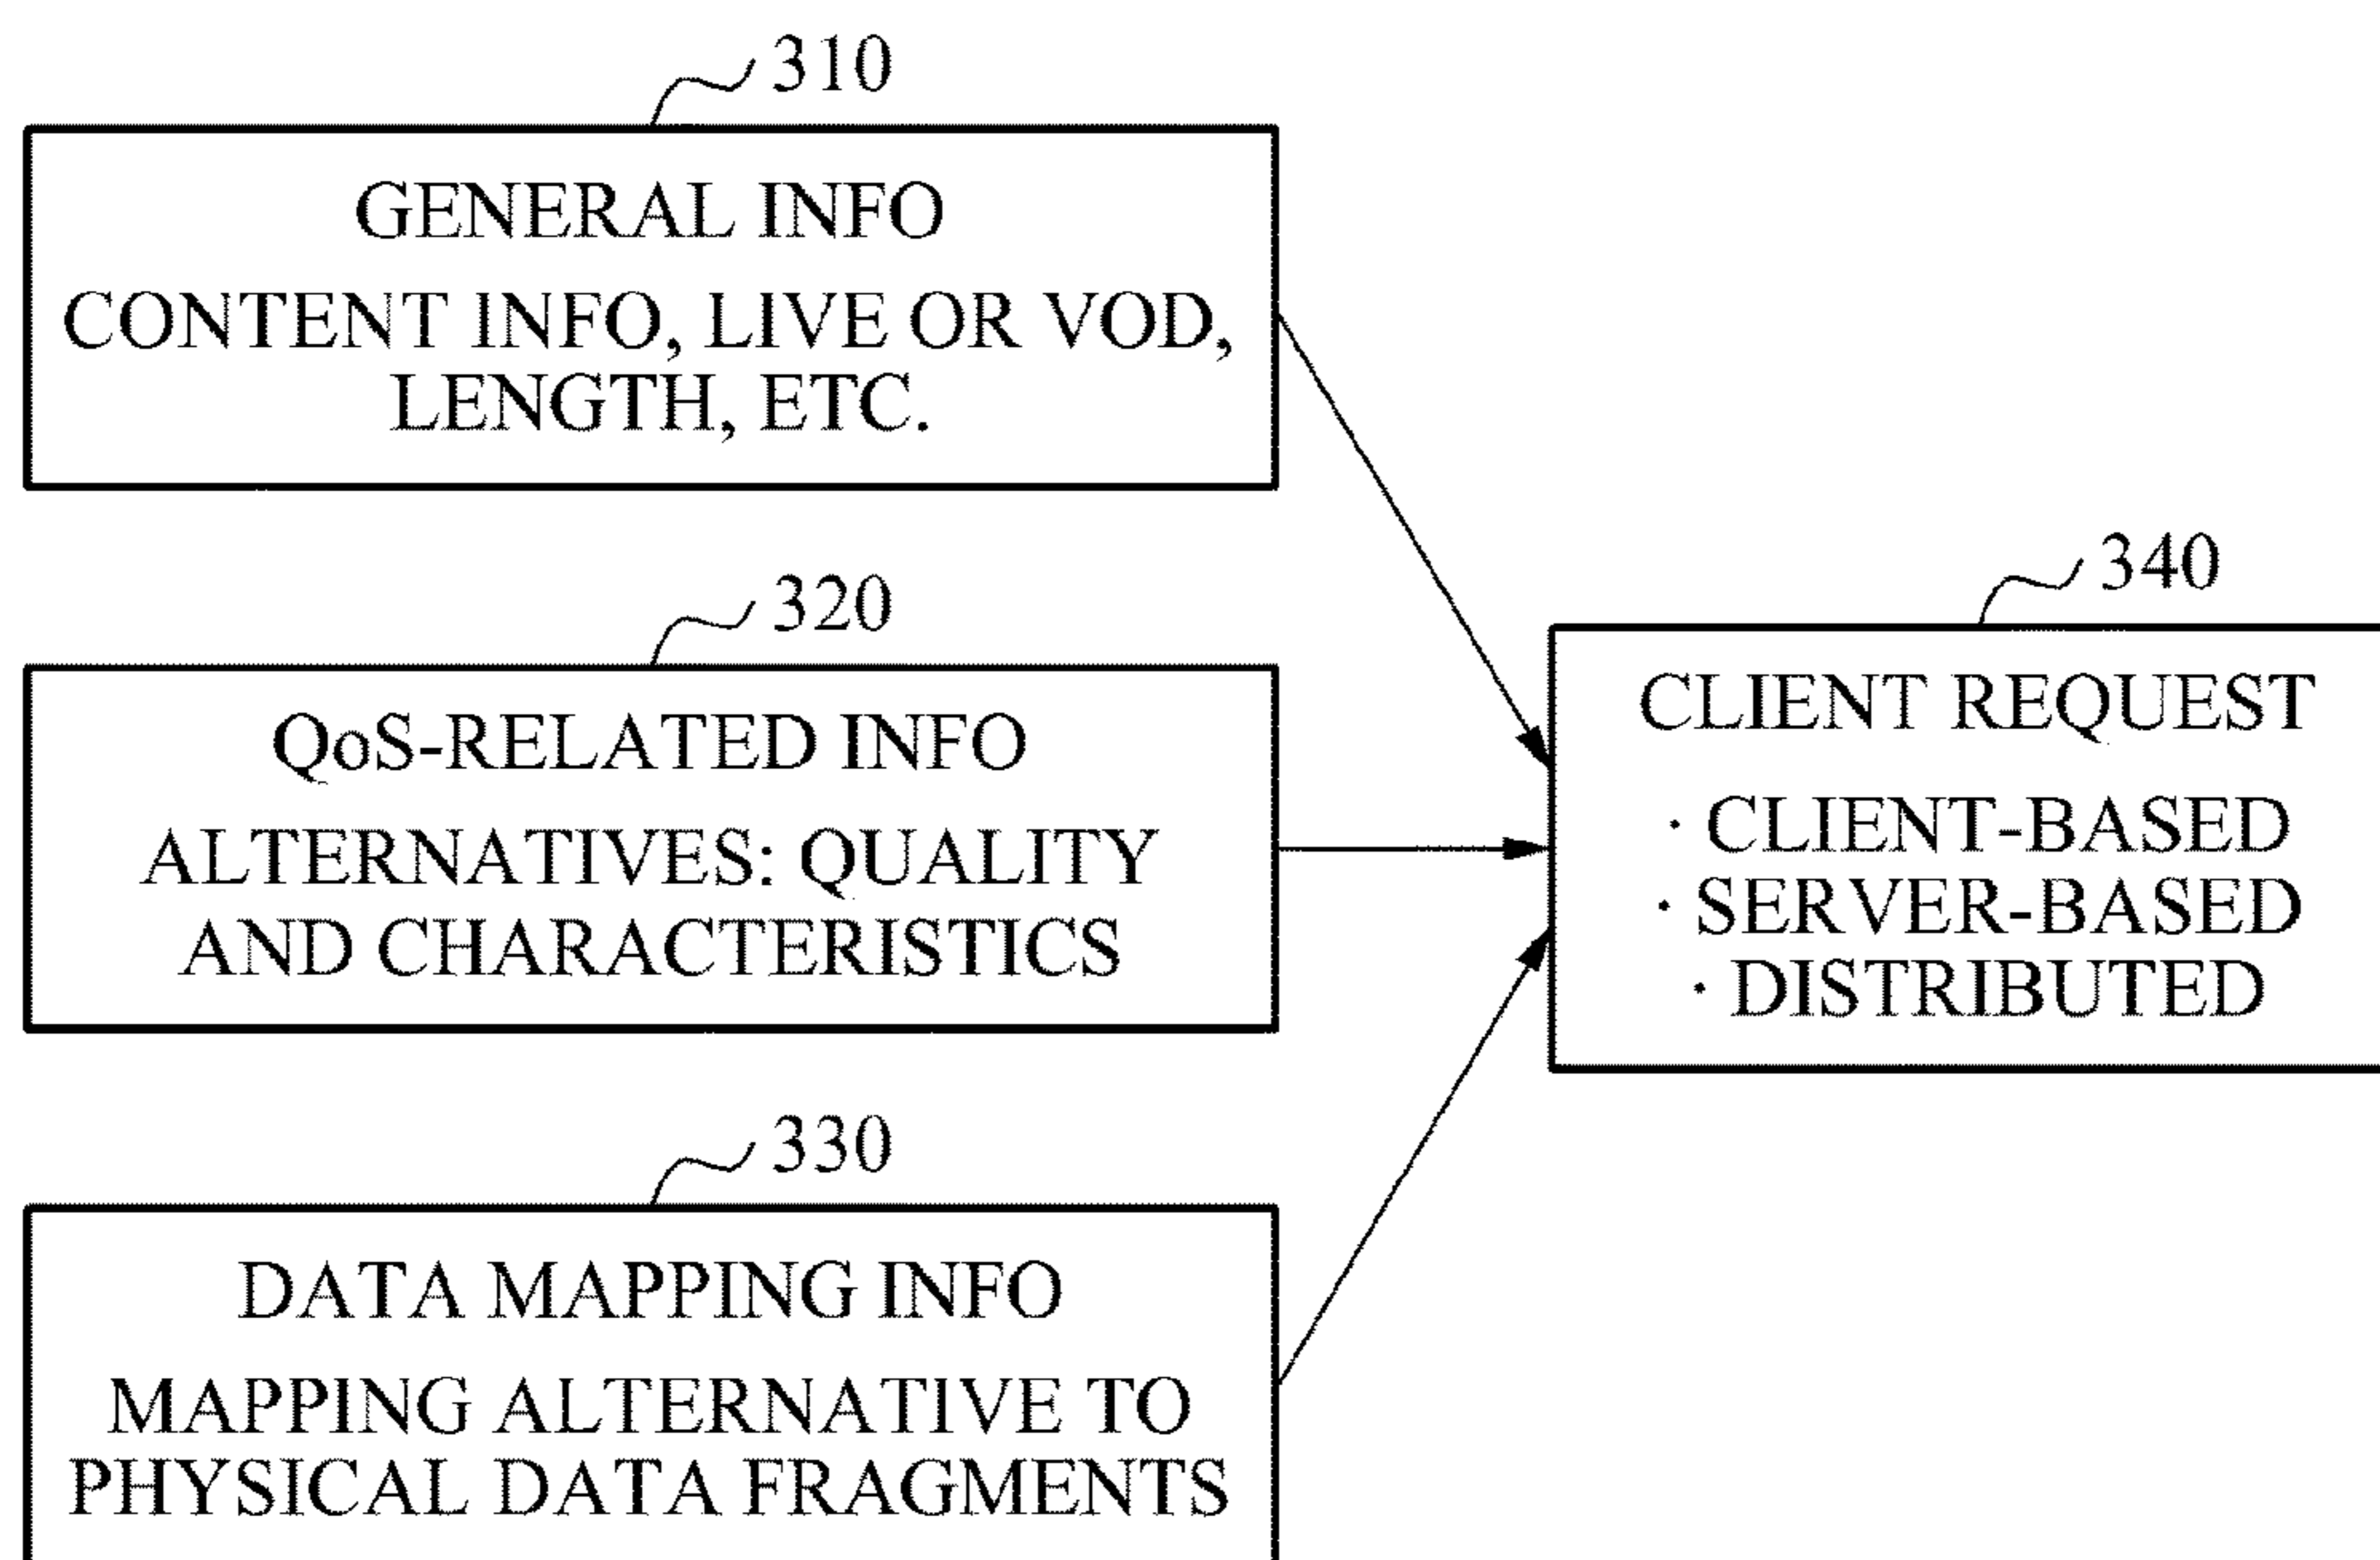 310
GENERAL INFO
CONTENT INFO, LIVE OR VOD,
LENGTH, ETC.
320
QoS-RELATED INFO
ALTERNATIVES: QUALITY
AND CHARACTERISTICS
330
DATA MAPPING INFO
MAPPING ALTERNATIVE TO
PHYSICAL DATA FRAGMENTS
340
CLIENT REQUEST
· CLIENT-BASED
· SERVER-BASED
· DISTRIBUTED